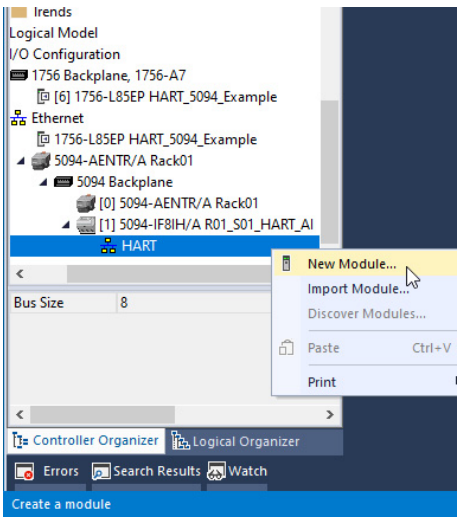 Trends
Logical Model
I/O Configuration
1756 Backplane, 1756-A7
[6] 1756-L85EP HART_5094_Example
Ethernet
1756-L85EP HART_5094_Example
5094-AENTR/A Rack01
5094 Backplane
[0] 5094-AENTR/A Rack01
[1] 5094-IF8IH/A R01_S01_HART_AI
HART
New Module...
Import Module...
Discover Modules...
Bus Size 8
Paste Ctrl+V
Print
Controller Organizer Logical Organizer
Errors Search Results Watch
Create a module